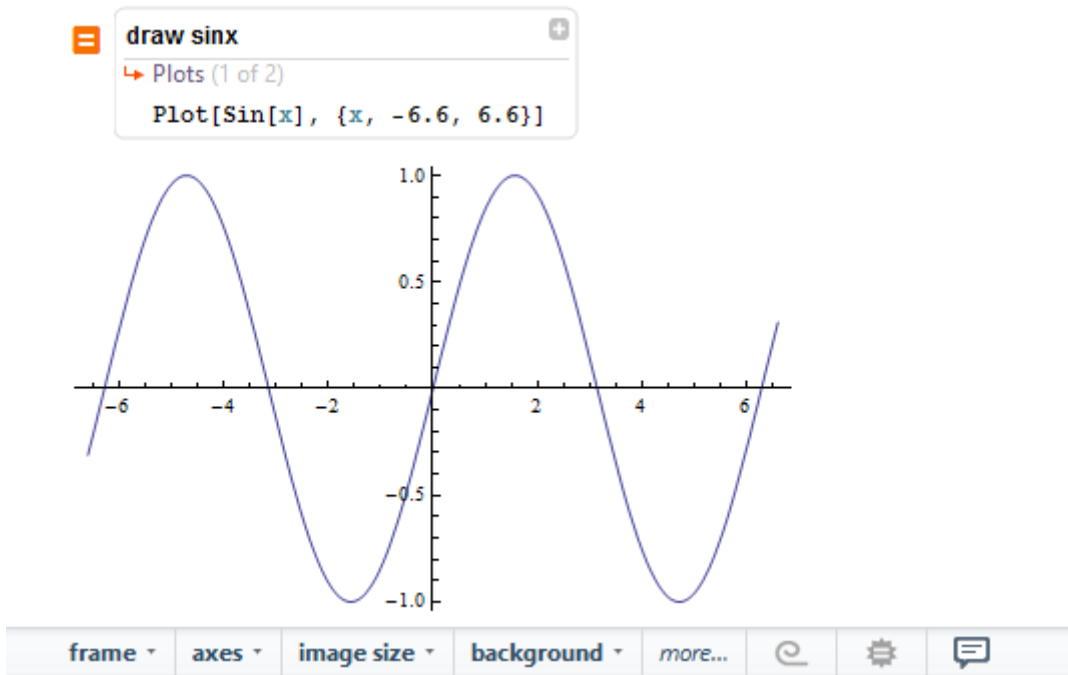 draw sinx
Plots (1 of 2)
Plot[Sin[x], {x, -6.6, 6.6}]
1.0
0.5
−6 −4 −2 2 4 6
−0.5
−1.0
frame axes image size background more...